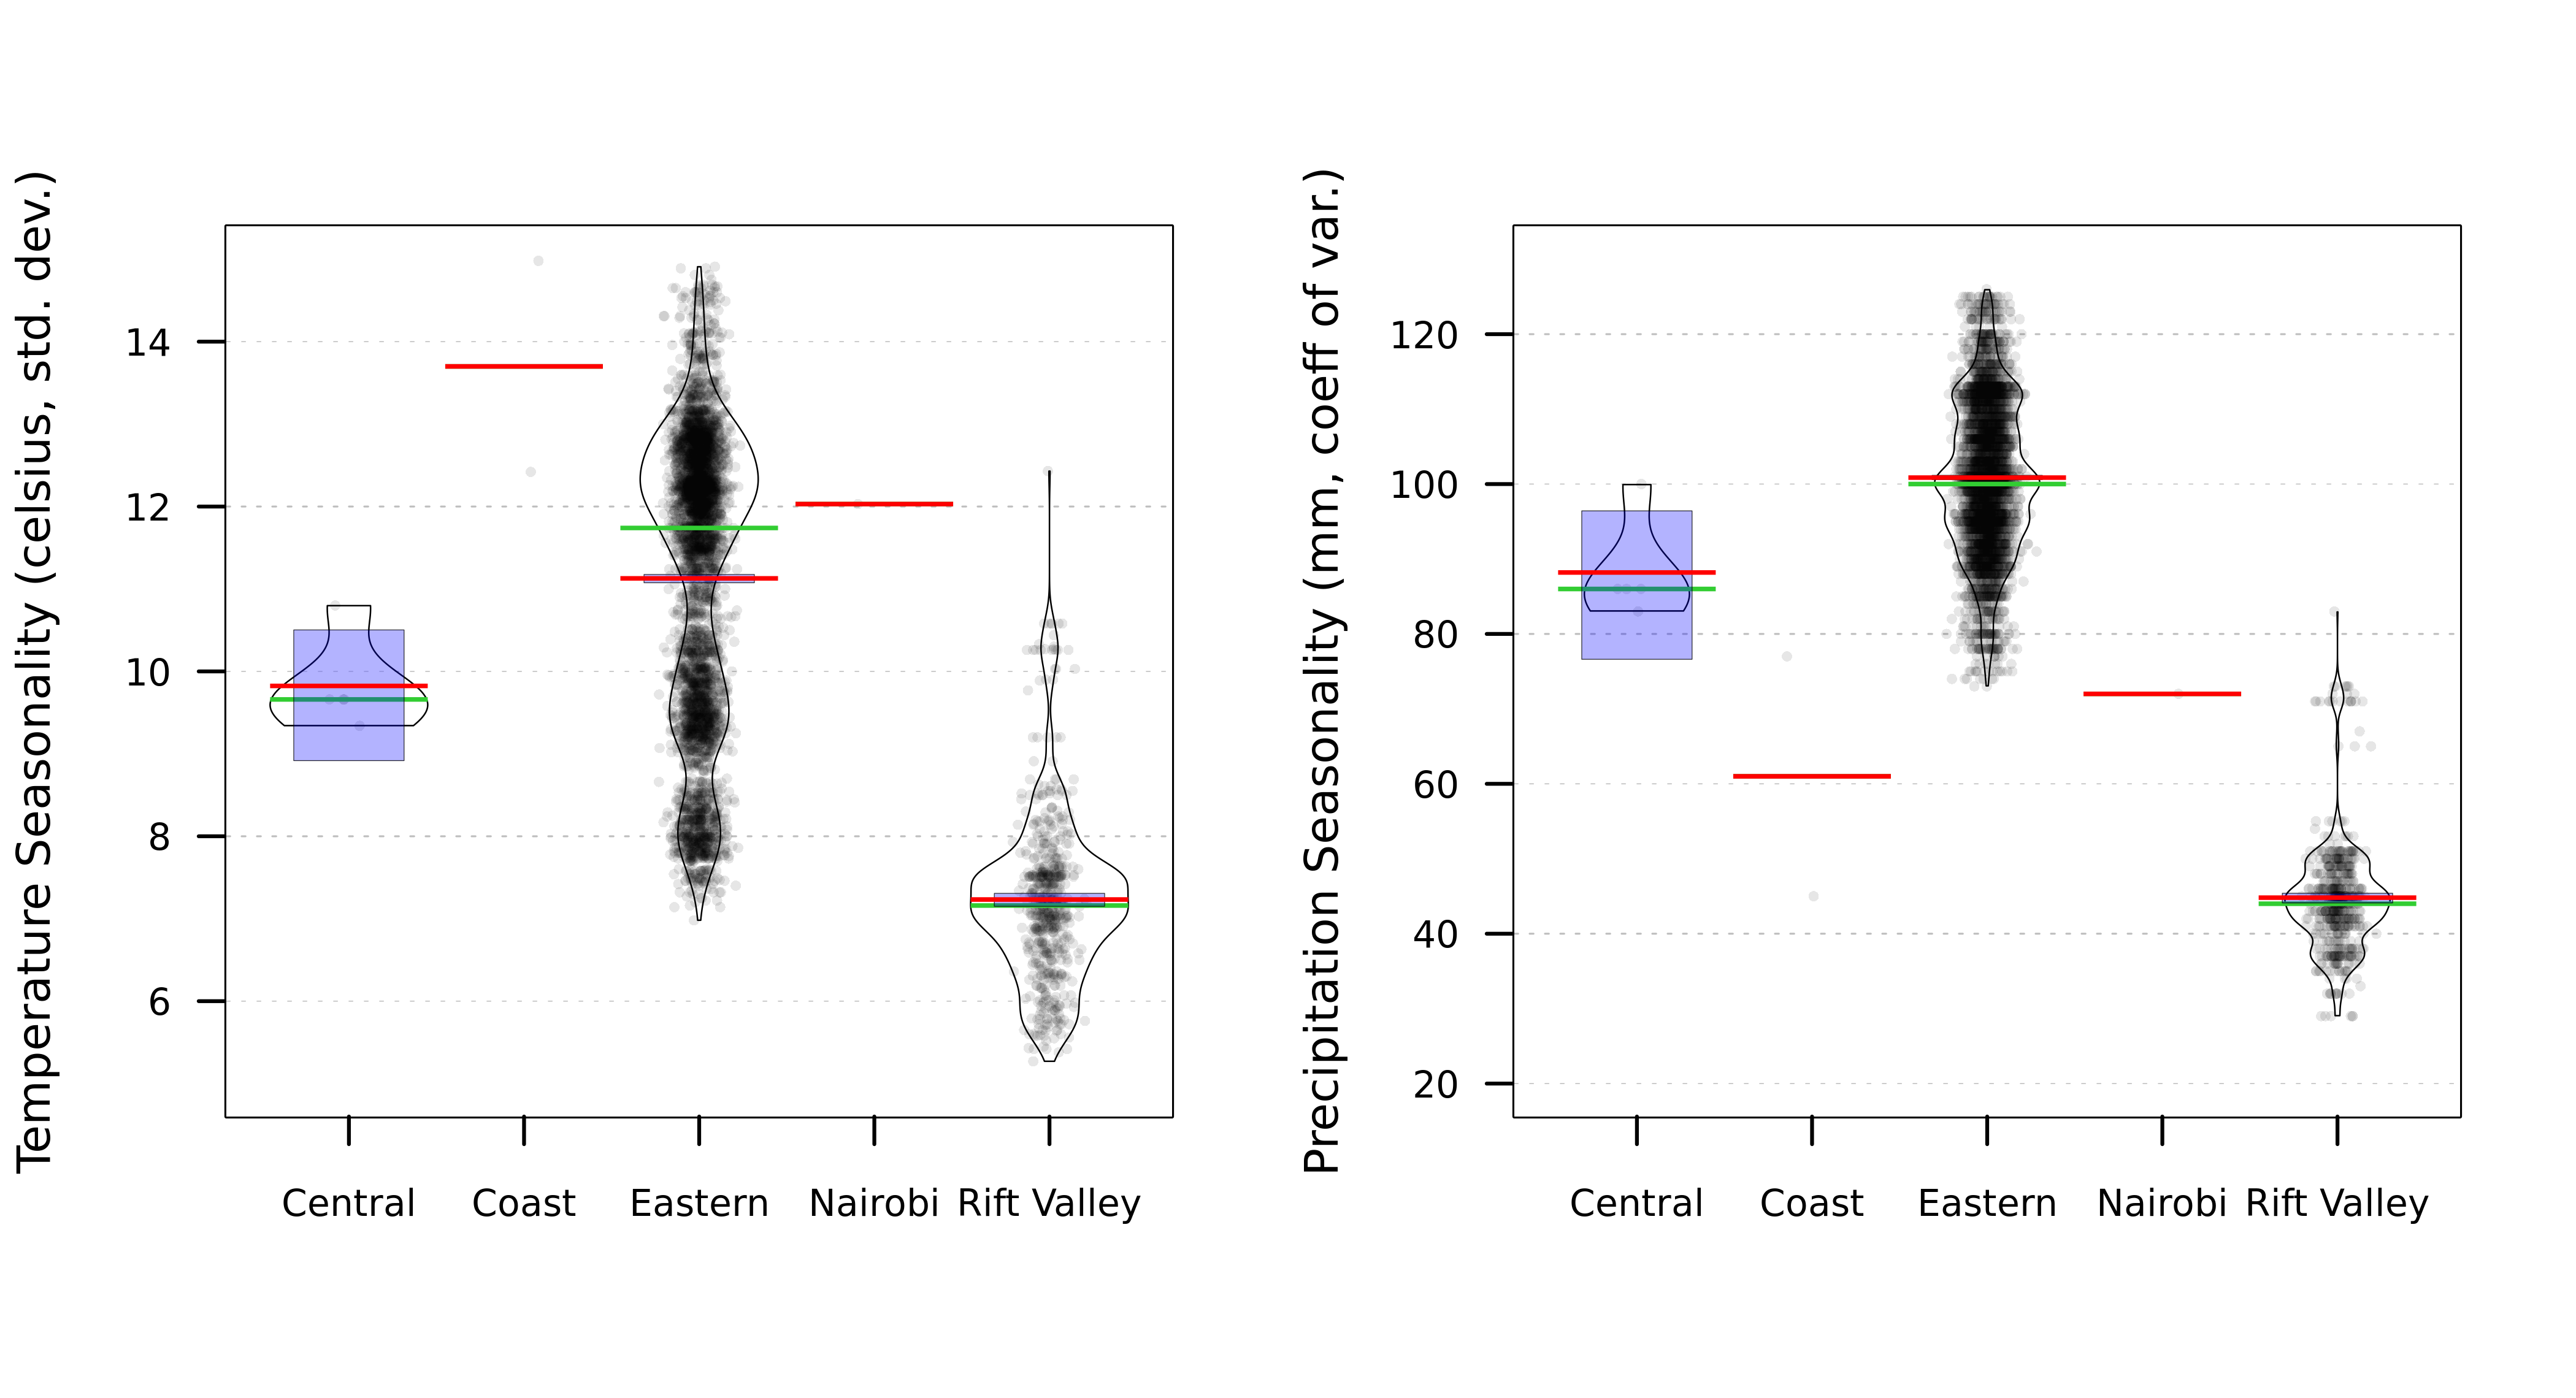 Temperature Seasonality (celsius, std. dev.)
14
12
10
8
6
Central Coast Eastern Nairobi Rift Valley
Precipitation Seasonality (mm, coeff of var.)
120
100
80
60
40
20
Central Coast Eastern Nairobi Rift Valley